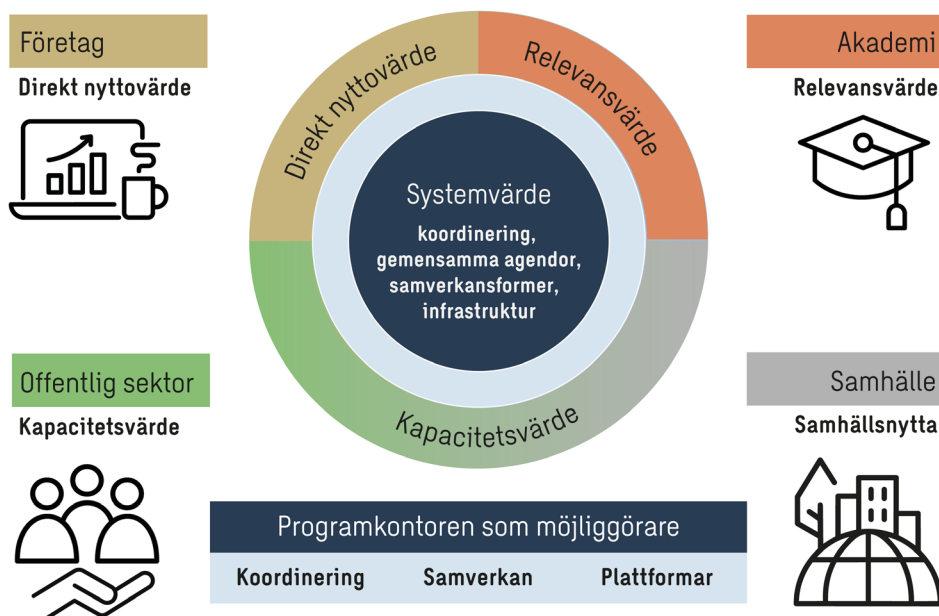 Företag
Direkt nyttovärde
Akademi
Relevansvärde
Direkt nyttovärde
Relevansvärde
Systemvärde
koordinering,
gemensamma agendor,
samverkansformer,
infrastruktur
Kapacitetsvärde
Offentlig sektor
Kapacitetsvärde
Samhälle
Samhällsnytta
Programkontoren som möjliggörare
Koordinering Samverkan Plattformar